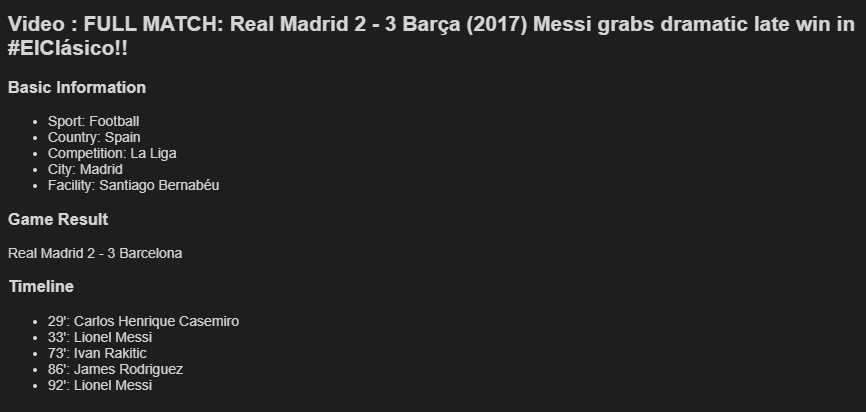 Video : FULL MATCH: Real Madrid 2 - 3 Barça (2017) Messi grabs dramatic late win in
#ElClásico!!
Basic Information
Sport: Football
Country: Spain
Competition: La Liga
City: Madrid
Facility: Santiago Bernabéu
Game Result
Real Madrid 2 - 3 Barcelona
Timeline
29': Carlos Henrique Casemiro
33': Lionel Messi
73': Ivan Rakitic
86': James Rodriguez
92': Lionel Messi